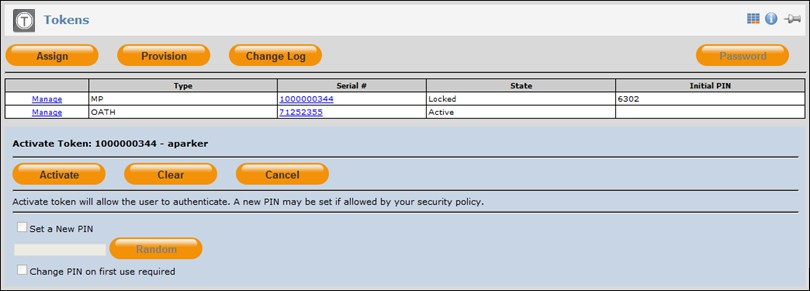 T Tokens
Assign Provision Change Log Password
Type Serial # State Initial PIN
Manage MP 1000000344 Locked 6302
Manage OATH 71252355 Active
Activate Token: 1000000344 - aparker
Activate Clear Cancel
Activate token will allow the user to authenticate. A new PIN may be set if allowed by your security policy.
Set a New PIN
Random
Change PIN on first use required